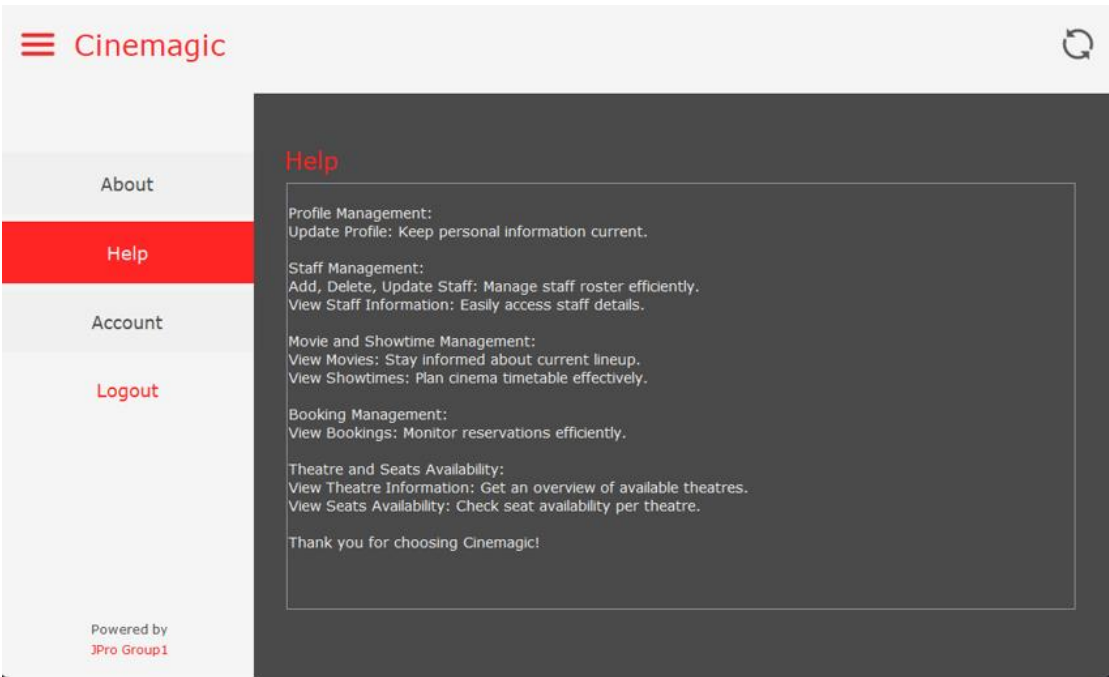 Cinemagic
About
Help
Account
Logout
Powered by
JPro Group1
Help
Profile Management:
Update Profile: Keep personal information current.
Staff Management:
Add, Delete, Update Staff: Manage staff roster efficiently.
View Staff Information: Easily access staff details.
Movie and Showtime Management:
View Movies: Stay informed about current lineup.
View Showtimes: Plan cinema timetable effectively.
Booking Management:
View Bookings: Monitor reservations efficiently.
Theatre and Seats Availability:
View Theatre Information: Get an overview of available theatres.
View Seats Availability: Check seat availability per theatre.
Thank you for choosing Cinemagic!